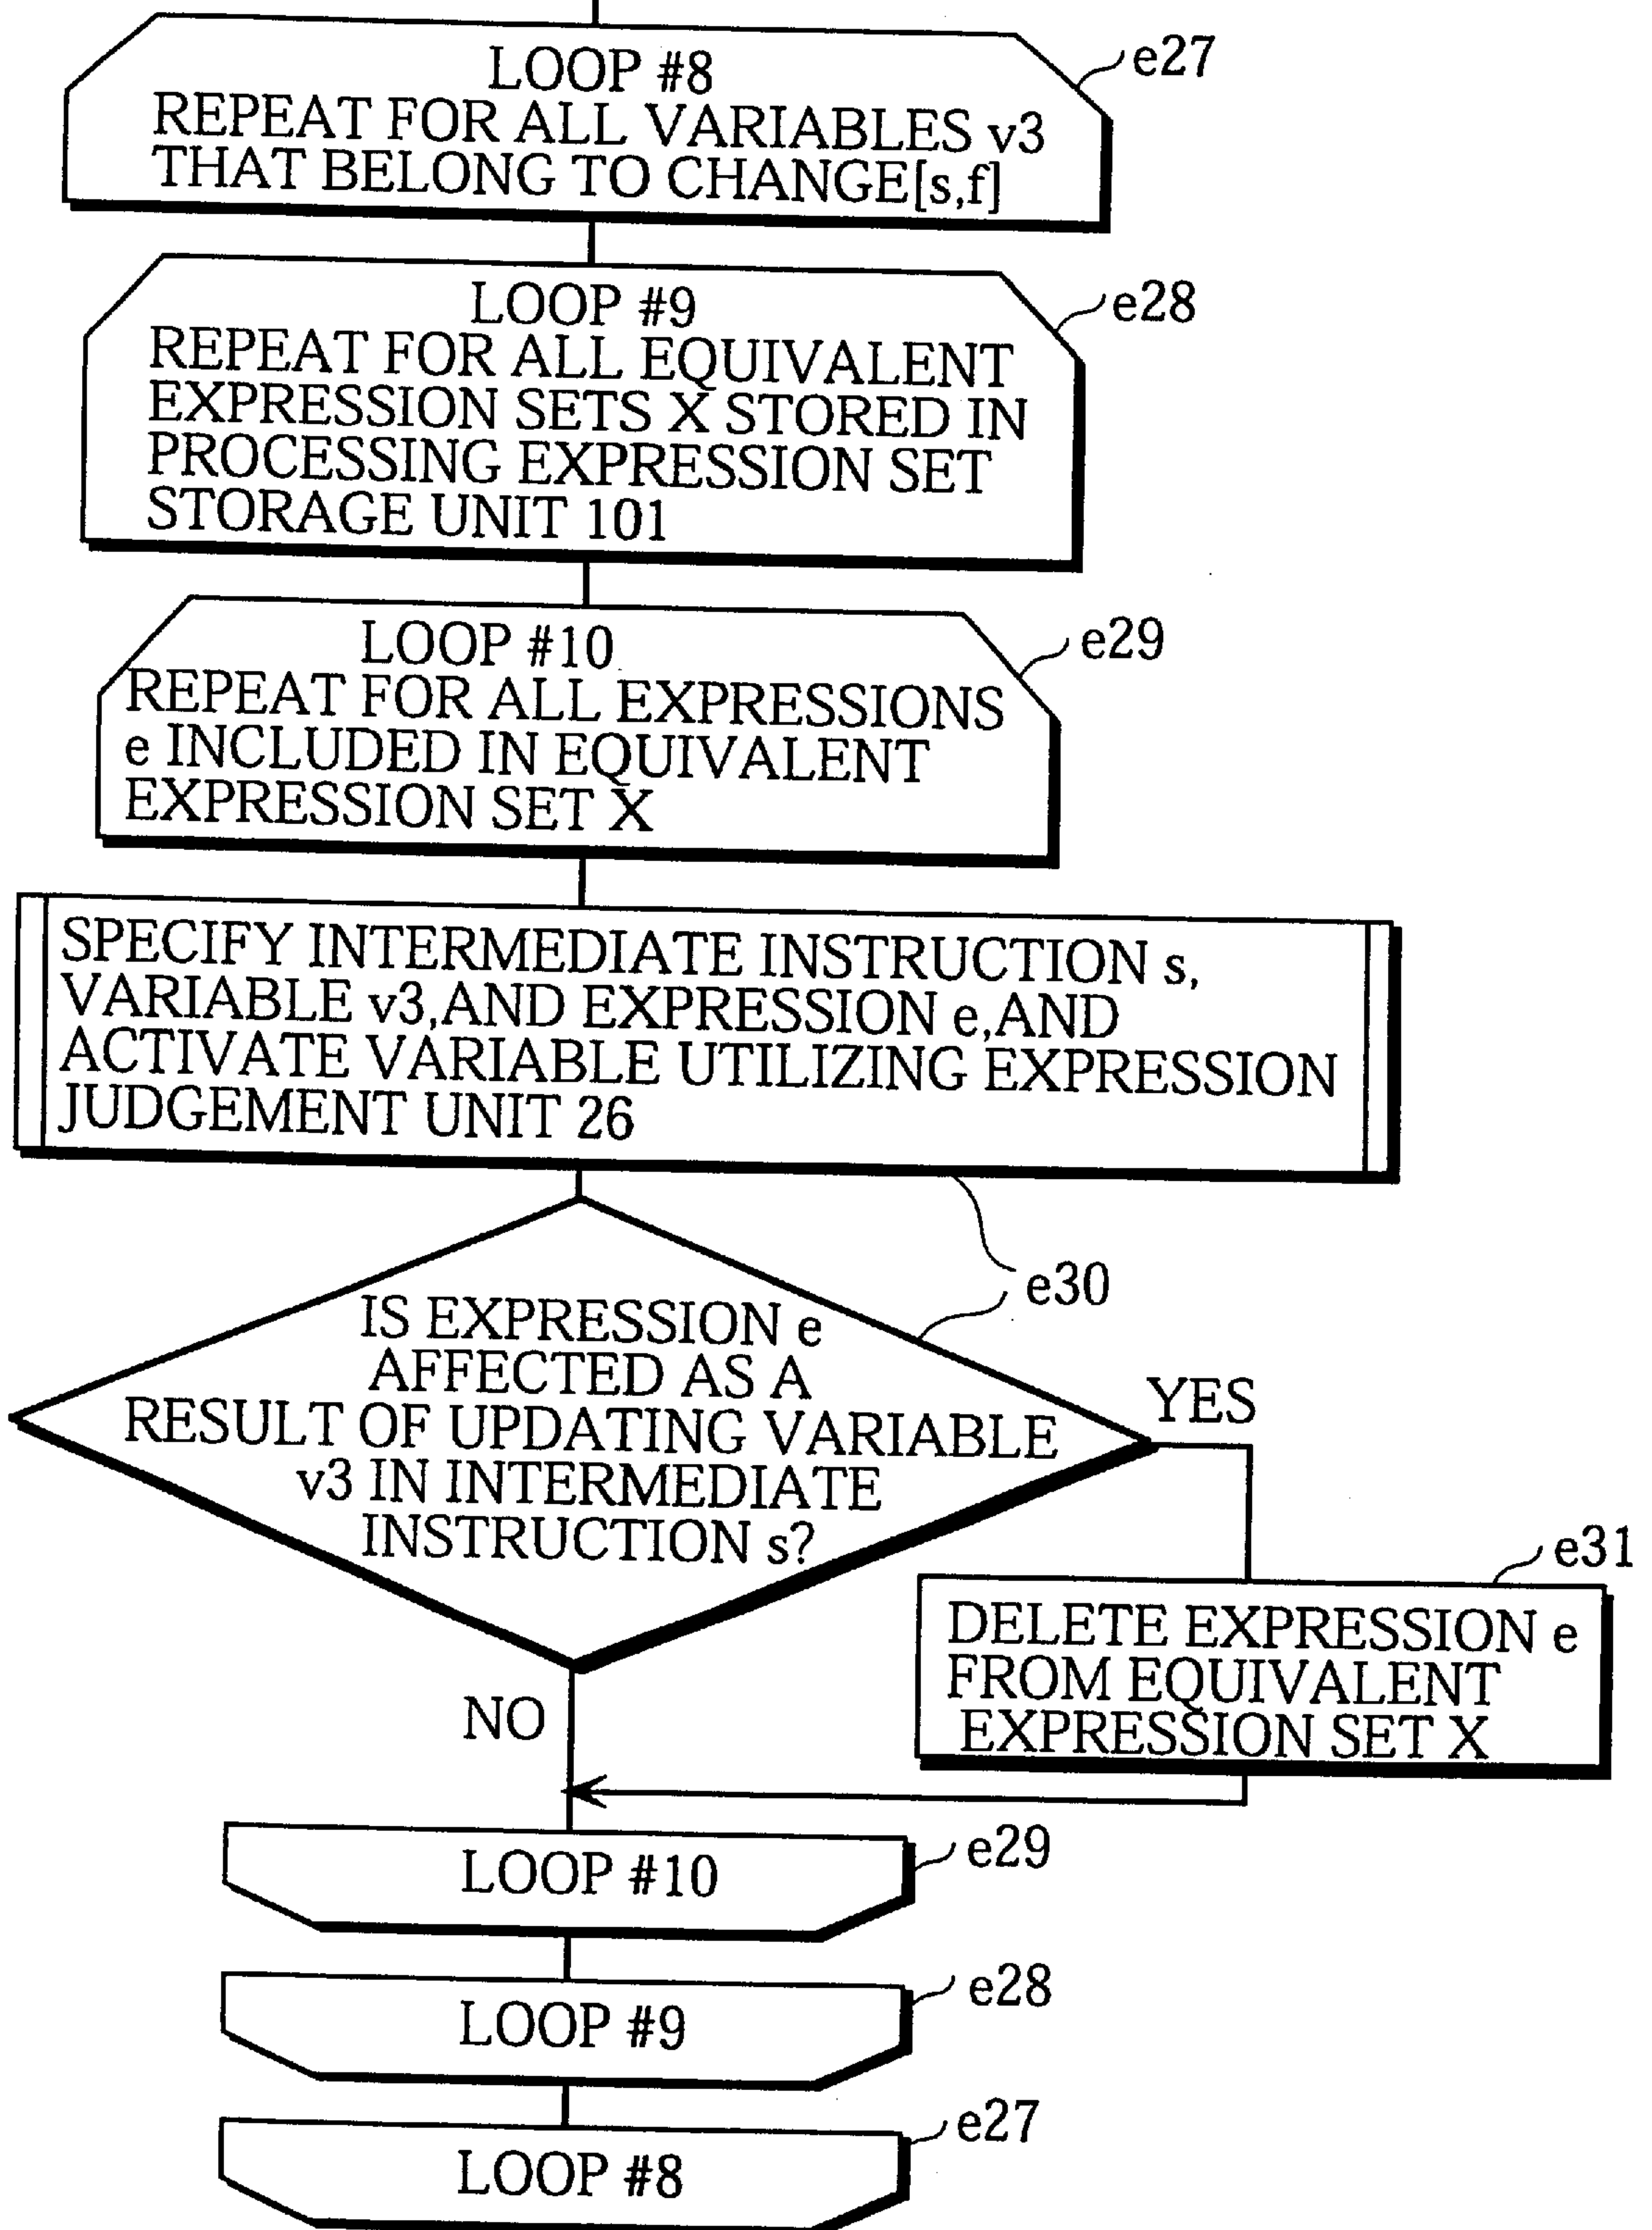 LOOP #8
REPEAT FOR ALL VARIABLES v3
THAT BELONG TO CHANGE[s,f]
e27
LOOP #9
REPEAT FOR ALL EQUIVALENT
EXPRESSION SETS X STORED IN
PROCESSING EXPRESSION SET
STORAGE UNIT 101
e28
LOOP #10
REPEAT FOR ALL EXPRESSIONS
e INCLUDED IN EQUIVALENT
EXPRESSION SET X
e29
SPECIFY INTERMEDIATE INSTRUCTION s,
VARIABLE v3,AND EXPRESSION e,AND
ACTIVATE VARIABLE UTILIZING EXPRESSION
JUDGEMENT UNIT 26
e30
IS EXPRESSION e
AFFECTED AS A
RESULT OF UPDATING VARIABLE
v3 IN INTERMEDIATE
INSTRUCTION s?
YES
e31
DELETE EXPRESSION e
FROM EQUIVALENT
EXPRESSION SET X
NO
LOOP #10
e29
LOOP #9
e28
LOOP #8
e27